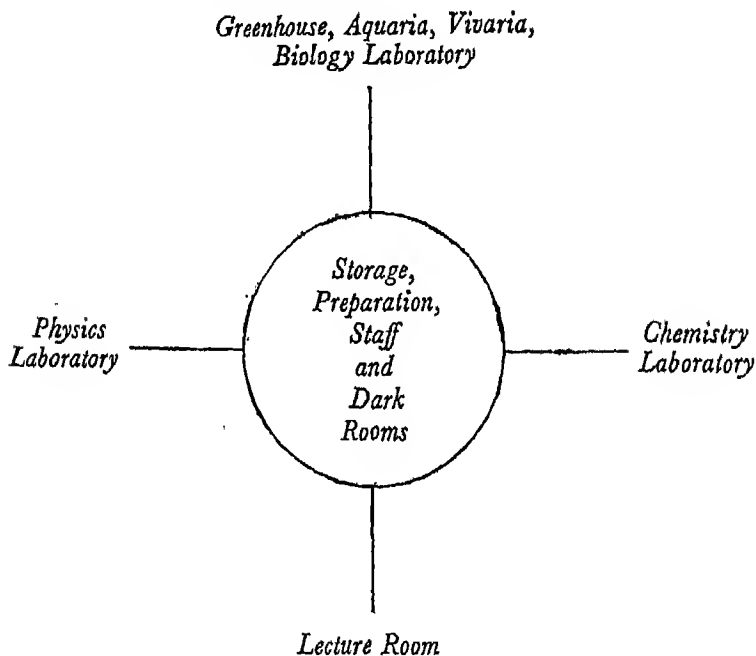 Greenhouse, Aquaria, Vivaria,
Biology Laboratory
Storage,
Preparation,
Staff
and
Dark
Rooms
Physics
Laboratory
Chemistry
Laboratory
Lecture Room